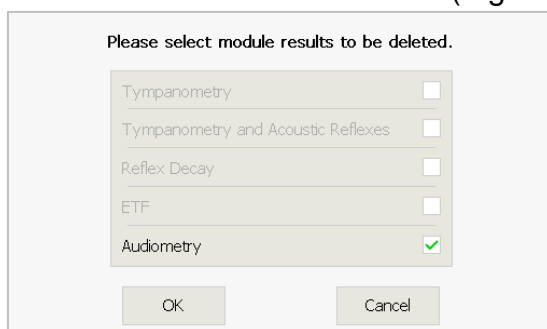 Please select module results to be deleted.
Tympanometry
Tympanometry and Acoustic Reflexes
Reflex Decay
ETF
Audiometry
OK Cancel